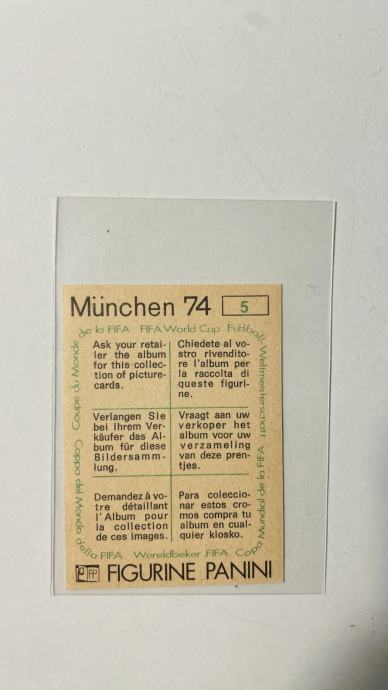 München 74 5
de la FIFA FIFA World Cup Fußball-Weltmeisterschaft
Coupe du Monde
Ask your retai-
ler the album
for this collec-
tion of picture-
cards.
Chiedete al vo-
stro rivendito-
re l'album per
la raccolta di
queste figuri-
ne.
Verlangen Sie
bei Ihrem Ver-
käufer das Al-
bum für diese
Bildersamm-
lung.
Vraagt aan uw
verkoper het
album voor uw
verzameling
van deze pren-
tjes.
Demandez à vo-
tre détaillant
l'Album pour
la collection
de ces images.
Para coleccio-
nar estos cro-
mos compra tu
album en cual-
quier kiosko.
Coppa del Mondo
della FIFA Wereldbeker FIFA Copa Mundial de la FIFA
FIGURINE PANINI